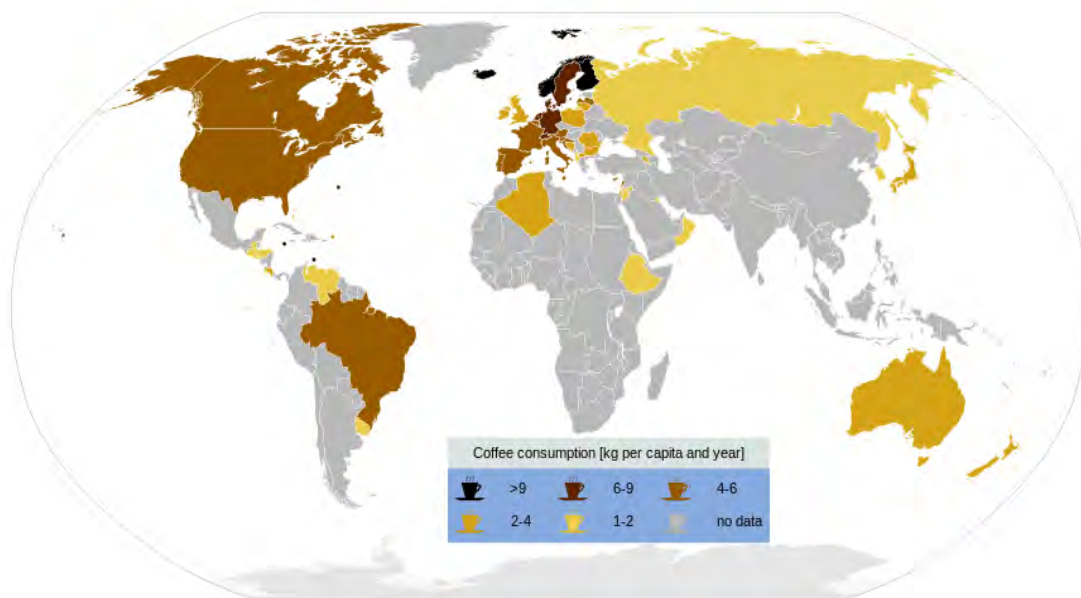 Coffee consumption [kg per capita and year]
>9 6-9 4-6
2-4 1-2 no data